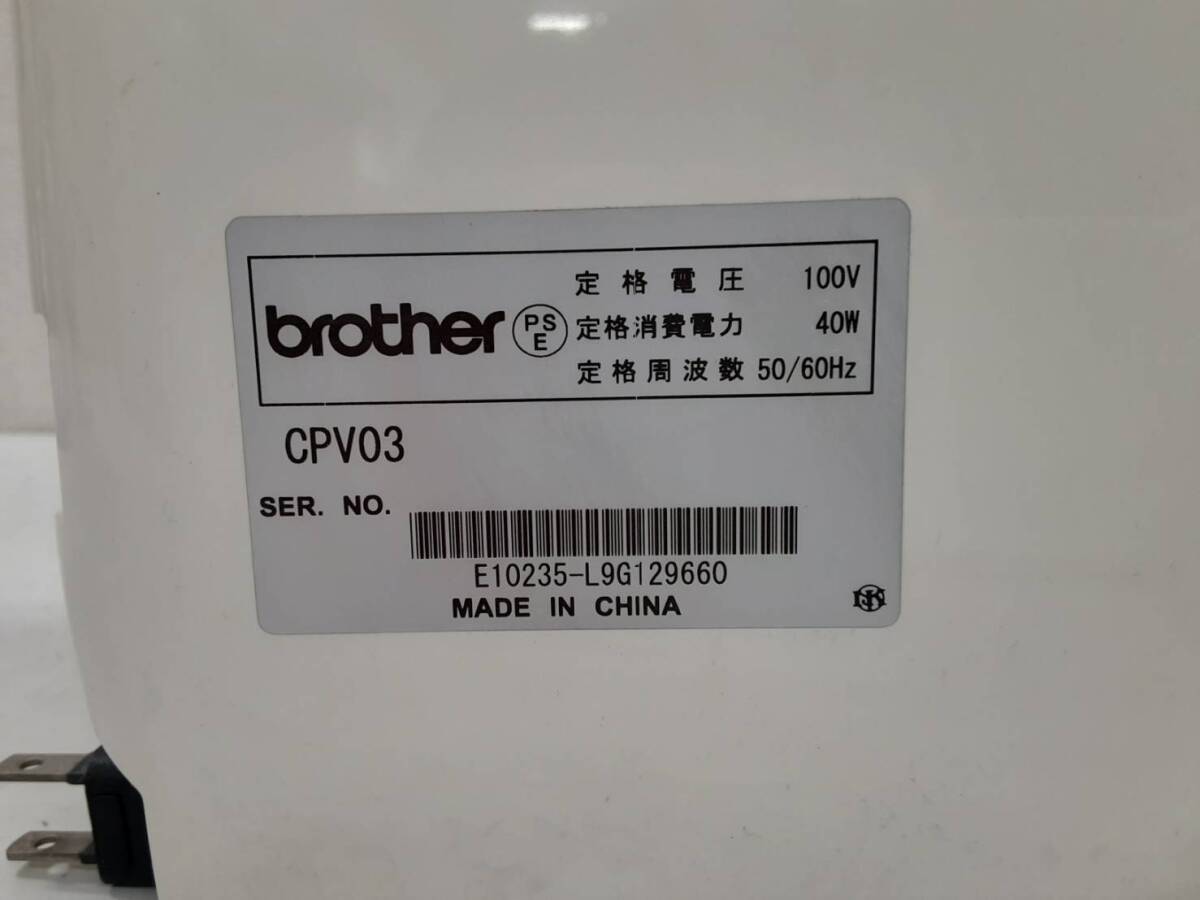 brother
PS
E
定格電圧 100V
定格消費電力 40W
定格周波数 50/60Hz
CPV03
SER. NO.
E10235-L9G129660
MADE IN CHINA